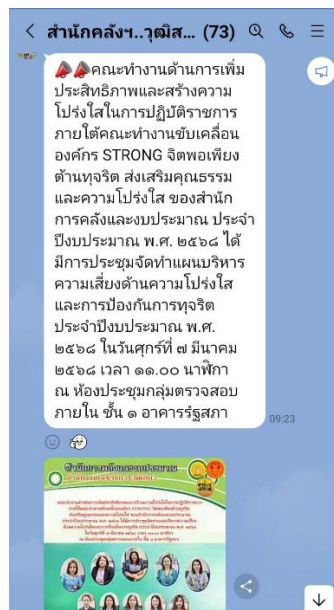 สำนักคลังฯ..วุฒิส... (73)
คณะทำงานด้านการเพิ่ม
ประสิทธิภาพและสร้างความ
โปร่งใสในการปฏิบัติราชการ
ภายใต้คณะทำงานขับเคลื่อน
องค์กร STRONG จิตพอเพียง
ต้านทุจริต ส่งเสริมคุณธรรม
และความโปร่งใส ของสำนัก
การคลังและงบประมาณ ประจำ
ปีงบประมาณ พ.ศ. ๒๕๖๘ ได้
มีการประชุมจัดทำแผนบริหาร
ความเสี่ยงด้านความโปร่งใส
และการป้องกันการทุจริต
ประจำปีงบประมาณ พ.ศ.
๒๕๖๘ ในวันศุกร์ที่ ๗ มีนาคม
๒๕๖๘ เวลา ๑๑.๐๐ นาฬิกา
ณ ห้องประชุมกลุ่มตรวจสอบ
ภายใน ชั้น ๑ อาคารรัฐสภา
09:23
สำนักการคลังและงบประมาณ